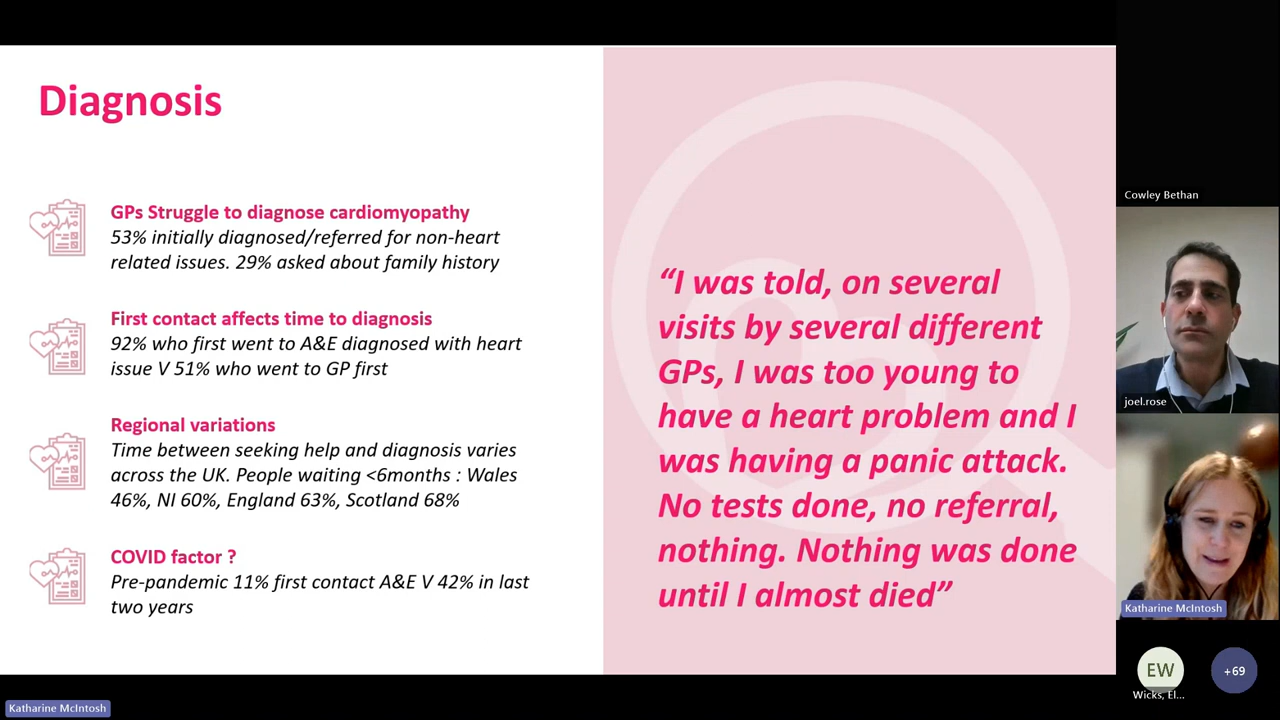 Diagnosis
GPs Struggle to diagnose cardiomyopathy
53% initially diagnosed/referred for non-heart
related issues. 29% asked about family history
First contact affects time to diagnosis
92% who first went to A&E diagnosed with heart
issue V 51% who went to GP first
Regional variations
Time between seeking help and diagnosis varies
across the UK. People waiting <6months : Wales
46%, NI 60%, England 63%, Scotland 68%
COVID factor ?
Pre-pandemic 11% first contact A&E V 42% in last
two years
“I was told, on several
visits by several different
GPs, I was too young to
have a heart problem and I
was having a panic attack.
No tests done, no referral,
nothing. Nothing was done
until I almost died”
Cowley Bethan
joel.rose
Katharine McIntosh
EW
Wicks, El...
+69
Katharine McIntosh